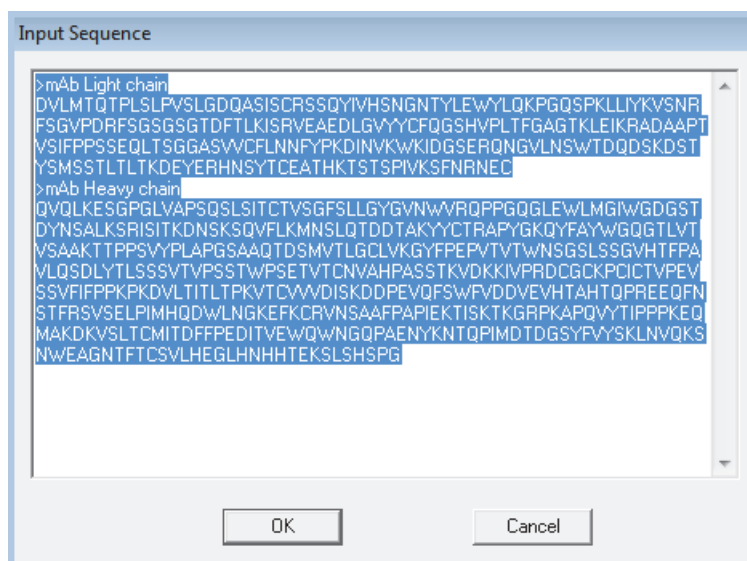 Input Sequence
>mAb Light chain
DVLMTQTPLSLPVSLGDQASISCRSSQYIVHSNGNTYLEWYLQKPGQSPKLLIYKVSNR
FSGVPDRFSGSGSGTDFTLKISRVEAEDLGVYYCFQGSHVPLTFGAGTKLEIKRADAAPT
VSIFPPSSEQLTSGGASVVCFLNNFYPKDINVKWKIDGSERQNGVLNSWTDQDSKDST
YSMSSTLTLTKDEYERHNSYTCEATHKTSTSPIVKSFNRNEC
>mAb Heavy chain
QVQLKESGPGLVAPSQSLSITCTVSGFSLLGYGVNWVRQPPGQGLEWLMGIWGDGST
DYNSALKSRISITKDNSKSQVFLKMNSLQTDDTAKYYCTRAPYGKQYFAYWGQGTLVT
VSAAKTTPPSVYPLAPGSAAQTDSMVTLGCLVKGYFPEPVTVTWNSGSLSSGVHTFPA
VLQSDLYTLSSSVTVPSSTWPSETVTCNVAHPASSTKVDKKIVPRDCGCKPCICTVPEV
SSVFIFPPKPKDVLTITLTPKVTCVVVDISKDDPEVQFSWFVDDVEVHTAHTQPREEQFN
STFRSVSELPIMHQDWLNGKEFKCRVNSAAFPAPIEKTISKTKGRPKAPQVYTIPPPKEQ
MAKDKVSLTCMITDFFPEDITVEWQWNGQPAENYKNTQPIMDTDGSYFVYSKLNVQKS
NWEAGNTFTCSVLHEGLHNHHTEKSLSHSPG
OK
Cancel